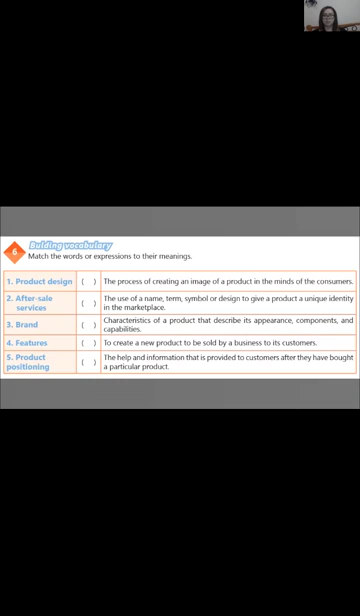 6
Bulding vocabulary
Match the words or expressions to their meanings.
1. Product design ( ) The process of creating an image of a product in the minds of the consumers.
2. After-sale services ( ) The use of a name, term, symbol or design to give a product a unique identity
in the marketplace.
3. Brand ( ) Characteristics of a product that describe its appearance, components, and
capabilities.
4. Features ( ) To create a new product to be sold by a business to its customers.
5. Product positioning ( ) The help and information that is provided to customers after they have bought
a particular product.